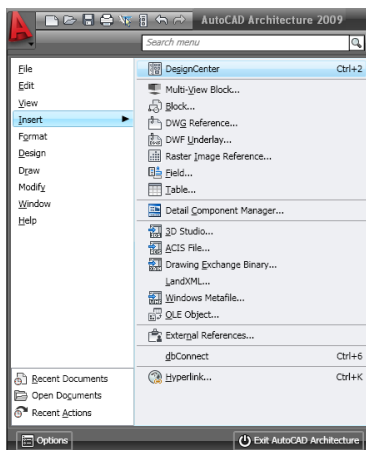 AutoCAD Architecture 2009
Search menu
File
Edit
View
Insert
Format
Design
Draw
Modify
Window
Help
DesignCenter Ctrl+2
Multi-View Block...
Block...
DWG Reference...
DWF Underlay...
Raster Image Reference...
Field...
Table...
Detail Component Manager...
3D Studio...
ACIS File...
Drawing Exchange Binary...
LandXML...
Windows Metafile...
OLE Object...
External References...
dbConnect Ctrl+6
Hyperlink... Ctrl+K
Recent Documents
Open Documents
Recent Actions
Options
Exit AutoCAD Architecture